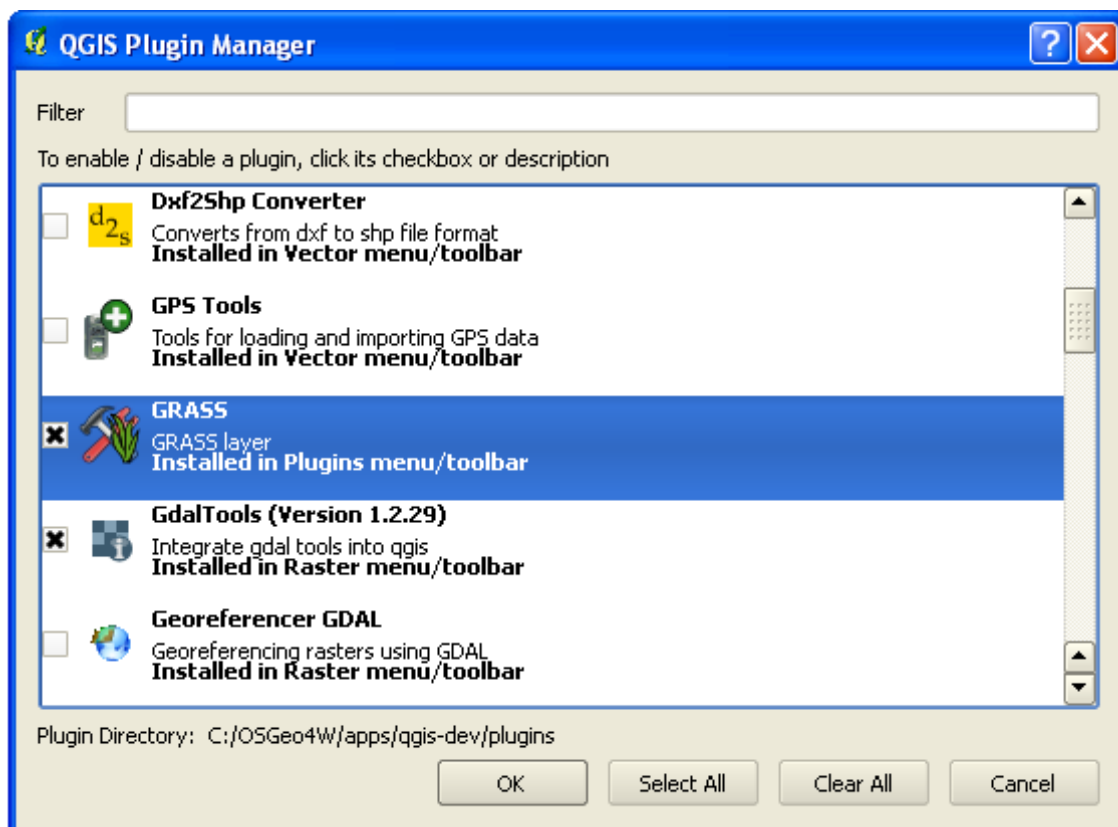 QGIS Plugin Manager
Filter
To enable / disable a plugin, click its checkbox or description
d2s
Dxf2Shp Converter
Converts from dxf to shp file format
Installed in Vector menu/toolbar
GPS Tools
Tools for loading and importing GPS data
Installed in Vector menu/toolbar
GRASS
GRASS layer
Installed in Plugins menu/toolbar
GdalTools (Version 1.2.29)
Integrate gdal tools into qgis
Installed in Raster menu/toolbar
Georeferencer GDAL
Georeferencing rasters using GDAL
Installed in Raster menu/toolbar
Plugin Directory: C:/OSGeo4W/apps/qgis-dev/plugins
OK Select All Clear All Cancel